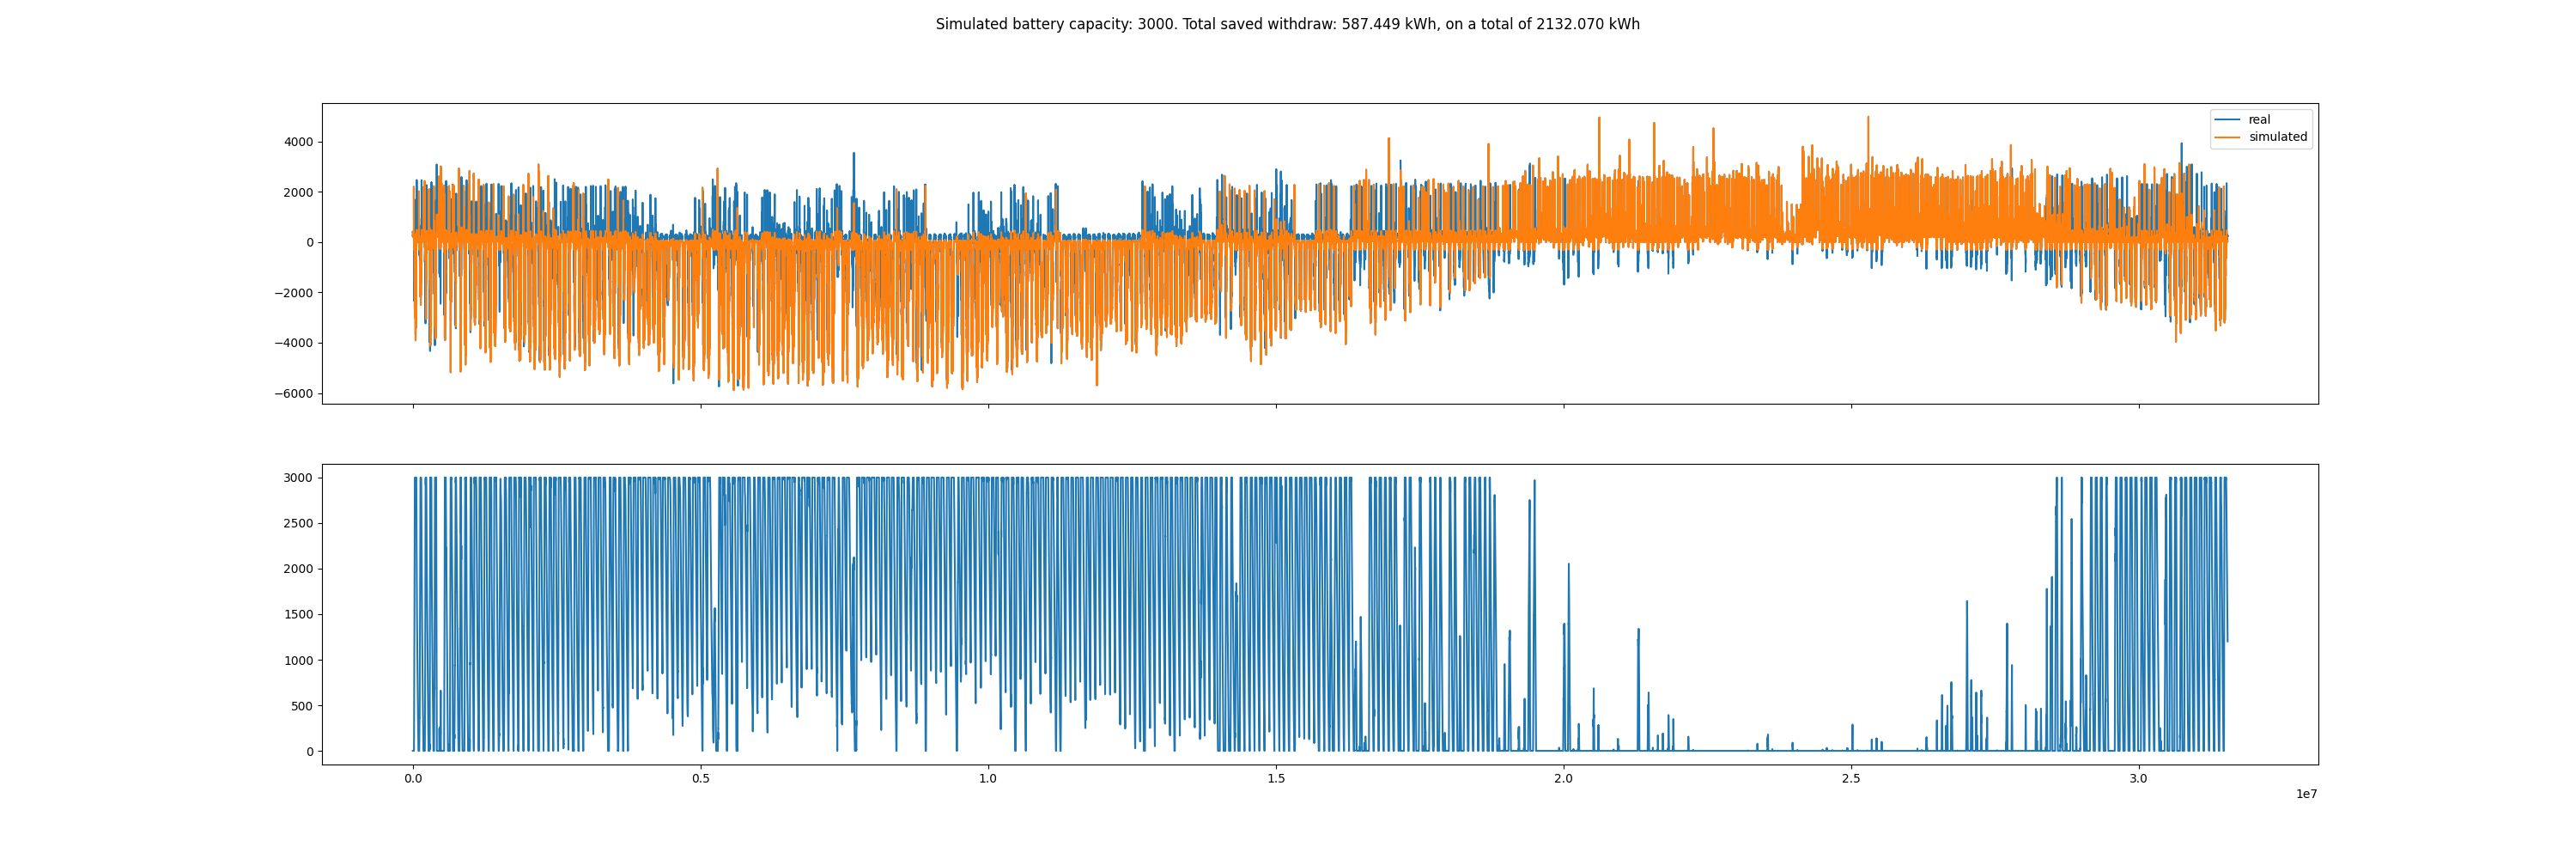 Simulated battery capacity: 3000. Total saved withdraw: 587.449 kWh, on a total of 2132.070 kWh
real
simulated
4000
2000
0
−2000
−4000
−6000
3000
2500
2000
1500
1000
500
0
0.0 0.5 1.0 1.5 2.0 2.5 3.0
1e7